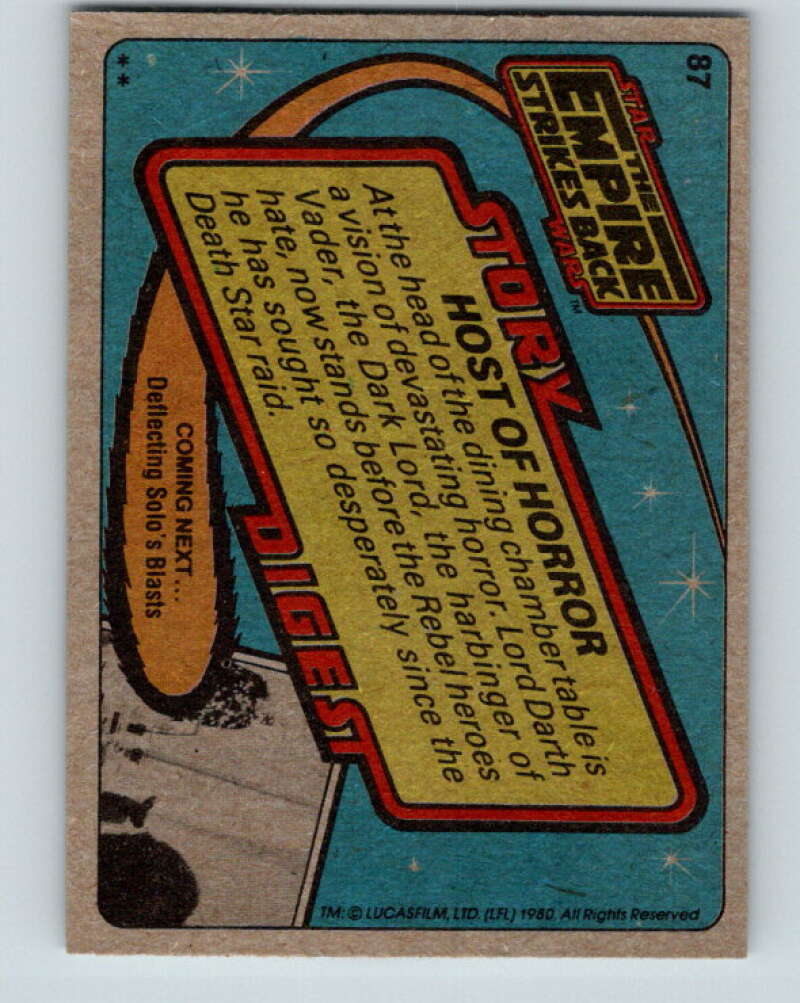 87
STAR
THE
EMPIRE
STRIKES BACK
WARS™
STORY
HOST OF HORROR
At the head of the dining chamber table is
a vision of devastating horror. Lord Darth
Vader, the Dark Lord, the harbinger of
hate, now stands before the Rebel heroes
he has sought so desperately since the
Death Star raid.
DIGEST
COMING NEXT...
Deflecting Solo's Blasts
**
TM: © LUCASFILM, LTD. (LFL) 1980. All Rights Reserved